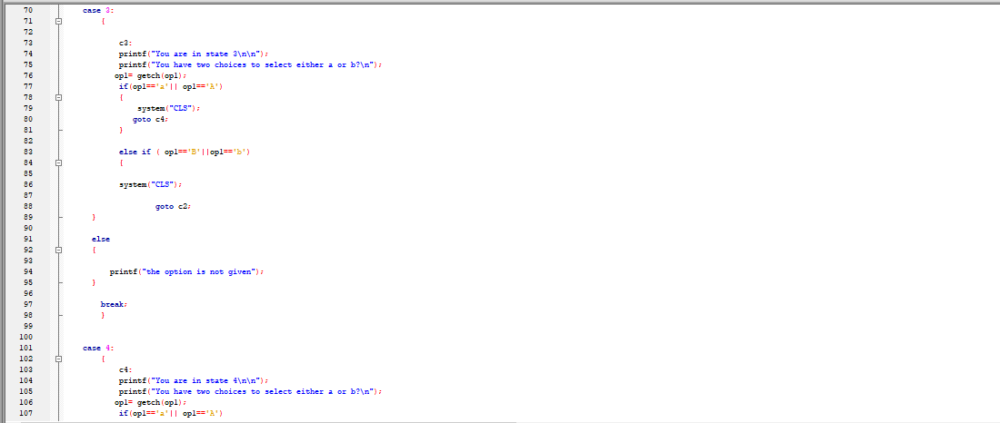 70 case 3:
71 {
72
73 c3:
74 printf("You are in state 3\n\n");
75 printf("You have two choices to select either a or b?\n");
76 op1= getch(op1);
77 if(op1=='a'|| op1=='A')
78 {
79 system("CLS");
80 goto c4;
81 }
82
83 else if ( op1=='B'||op1=='b')
84 {
85
86 system("CLS");
87
88 goto c2;
89 }
90
91 else
92 {
93
94 printf("the option is not given");
95 }
96
97 break;
98 }
99
100
101 case 4:
102 {
103 c4:
104 printf("You are in state 4\n\n");
105 printf("You have two choices to select either a or b?\n");
106 op1= getch(op1);
107 if(op1=='a'|| op1=='A')